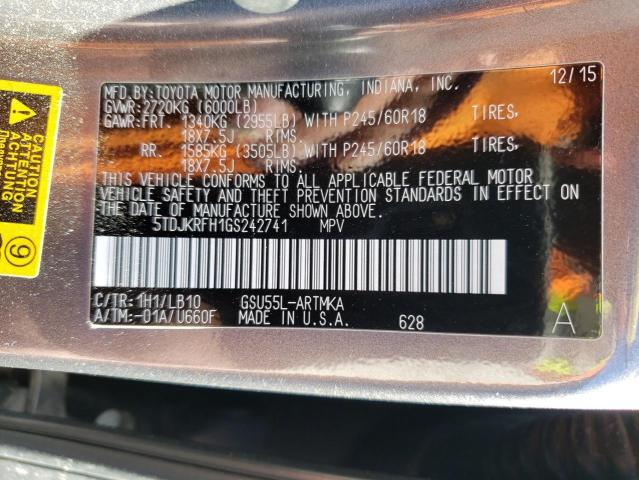 MFD.BY:TOYOTA MOTOR MANUFACTURING, INDIANA, INC. 12/15
GVWR:2720KG (6000LB)
GAWR:FRT. 1340KG (2955LB) WITH P245/60R18 TIRES,
18X7.5J RIMS
RR. 1585KG (3505LB) WITH P245/60R18 TIRES,
18X7.5J RIMS
THIS VEHICLE CONFORMS TO ALL APPLICABLE FEDERAL MOTOR
VEHICLE SAFETY AND THEFT PREVENTION STANDARDS IN EFFECT ON
THE DATE OF MANUFACTURE SHOWN ABOVE.
5TDJKRFH1GS242741 MPV
C/TR:1H1/LB10 GSU55L-ARTMKA
A/TM:-01A/U660F MADE IN U.S.A. 628 A
ATTENTION
ACHTUNG
9